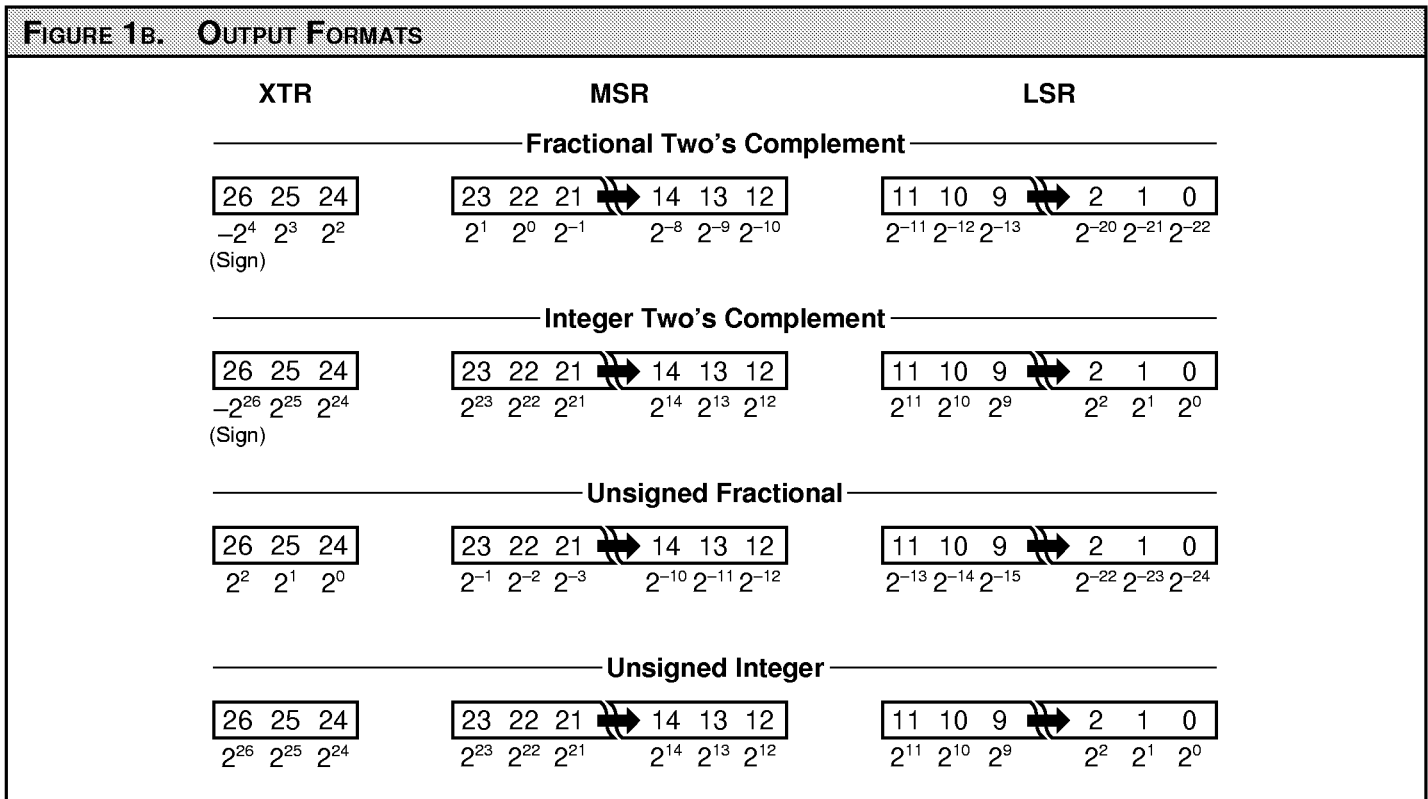 FIGURE 1B. OUTPUT FORMATS
XTR MSR LSR
Fractional Two's Complement
26 25 24 23 22 21 14 13 12 11 10 9 2 1 0
–2⁴ 2³ 2² 2¹ 2⁰ 2⁻¹ 2⁻⁸ 2⁻⁹ 2⁻¹⁰ 2⁻¹¹ 2⁻¹² 2⁻¹³ 2⁻²⁰ 2⁻²¹ 2⁻²²
(Sign)
Integer Two's Complement
26 25 24 23 22 21 14 13 12 11 10 9 2 1 0
–2²⁶ 2²⁵ 2²⁴ 2²³ 2²² 2²¹ 2¹⁴ 2¹³ 2¹² 2¹¹ 2¹⁰ 2⁹ 2² 2¹ 2⁰
(Sign)
Unsigned Fractional
26 25 24 23 22 21 14 13 12 11 10 9 2 1 0
2² 2¹ 2⁰ 2⁻¹ 2⁻² 2⁻³ 2⁻¹⁰ 2⁻¹¹ 2⁻¹² 2⁻¹³ 2⁻¹⁴ 2⁻¹⁵ 2⁻²² 2⁻²³ 2⁻²⁴
Unsigned Integer
26 25 24 23 22 21 14 13 12 11 10 9 2 1 0
2²⁶ 2²⁵ 2²⁴ 2²³ 2²² 2²¹ 2¹⁴ 2¹³ 2¹² 2¹¹ 2¹⁰ 2⁹ 2² 2¹ 2⁰